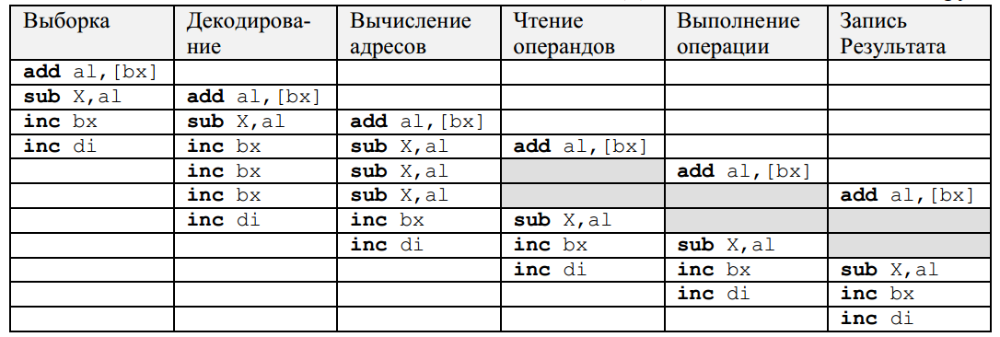 Выборка Декодирова- Вычисление Чтение Выполнение Запись
ние адресов операндов операции Результата
add al,[bx]
sub X,al add al,[bx]
inc bx sub X,al add al,[bx]
inc di inc bx sub X,al add al,[bx]
inc bx sub X,al add al,[bx]
inc bx sub X,al add al,[bx]
inc di inc bx sub X,al
inc di inc bx sub X,al
inc di inc bx sub X,al
inc di inc bx
inc di